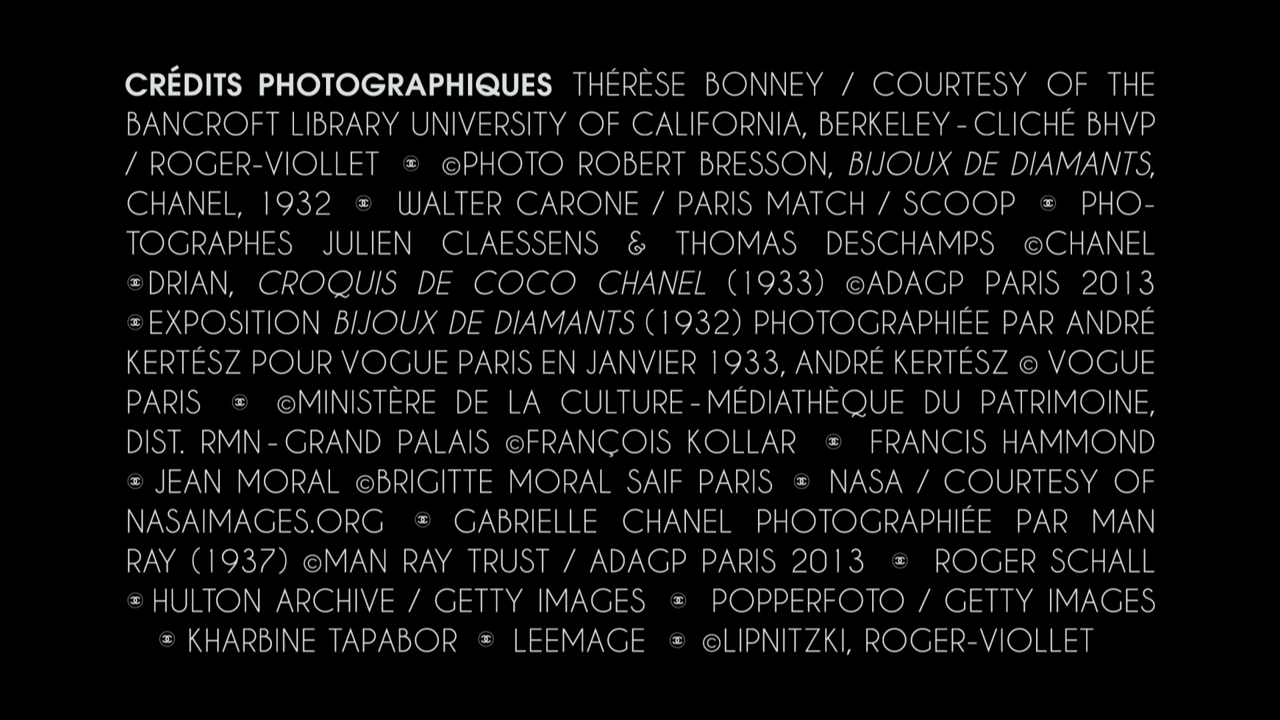 CRÉDITS PHOTOGRAPHIQUES THÉRÈSE BONNEY / COURTESY OF THE
BANCROFT LIBRARY UNIVERSITY OF CALIFORNIA, BERKELEY - CLICHÉ BHVP
/ ROGER-VIOLLET ©PHOTO ROBERT BRESSON, BIJOUX DE DIAMANTS,
CHANEL, 1932 WALTER CARONE / PARIS MATCH / SCOOP PHO-
TOGRAPHES JULIEN CLAESSENS & THOMAS DESCHAMPS ©CHANEL
DRIAN, CROQUIS DE COCO CHANEL (1933) ©ADAGP PARIS 2013
EXPOSITION BIJOUX DE DIAMANTS (1932) PHOTOGRAPHIÉE PAR ANDRÉ
KERTÉSZ POUR VOGUE PARIS EN JANVIER 1933, ANDRÉ KERTÉSZ © VOGUE
PARIS ©MINISTÈRE DE LA CULTURE - MÉDIATHÈQUE DU PATRIMOINE,
DIST. RMN - GRAND PALAIS ©FRANÇOIS KOLLAR FRANCIS HAMMOND
JEAN MORAL ©BRIGITTE MORAL SAIF PARIS NASA / COURTESY OF
NASAIMAGES.ORG GABRIELLE CHANEL PHOTOGRAPHIÉE PAR MAN
RAY (1937) ©MAN RAY TRUST / ADAGP PARIS 2013 ROGER SCHALL
HULTON ARCHIVE / GETTY IMAGES POPPERFOTO / GETTY IMAGES
KHARBINE TAPABOR LEEMAGE ©LIPNITZKI, ROGER-VIOLLET